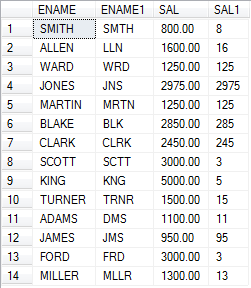 ENAME ENAME1 SAL SAL1
1 SMITH SMTH 800.00 8
2 ALLEN LLN 1600.00 16
3 WARD WRD 1250.00 125
4 JONES JNS 2975.00 2975
5 MARTIN MRTN 1250.00 125
6 BLAKE BLK 2850.00 285
7 CLARK CLRK 2450.00 245
8 SCOTT SCTT 3000.00 3
9 KING KNG 5000.00 5
10 TURNER TRNR 1500.00 15
11 ADAMS DMS 1100.00 11
12 JAMES JMS 950.00 95
13 FORD FRD 3000.00 3
14 MILLER MLLR 1300.00 13